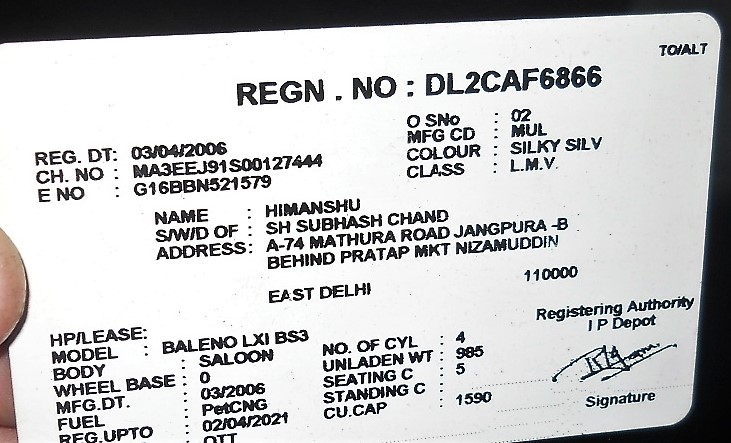 TO/ALT
REGN . NO : DL2CAF6866
REG. DT: 03/04/2006
CH. NO : MA3EEJ91S00127444
E NO : G16BBN521579
O SNo : 02
MFG CD : MUL
COLOUR : SILKY SILV
CLASS : L.M.V.
NAME : HIMANSHU
S/W/D OF : SH SUBHASH CHAND
ADDRESS: A-74 MATHURA ROAD JANGPURA -B
BEHIND PRATAP MKT NIZAMUDDIN
110000
EAST DELHI
Registering Authority
I P Depot
HP/LEASE:
MODEL : BALENO LXI BS3
BODY : SALOON
WHEEL BASE : 0
MFG.DT. : 03/2006
FUEL : PetCNG
REG.UPTO : 02/04/2021
OTT
NO. OF CYL : 4
UNLADEN WT : 985
SEATING C : 5
STANDING C :
CU.CAP : 1590
Signature